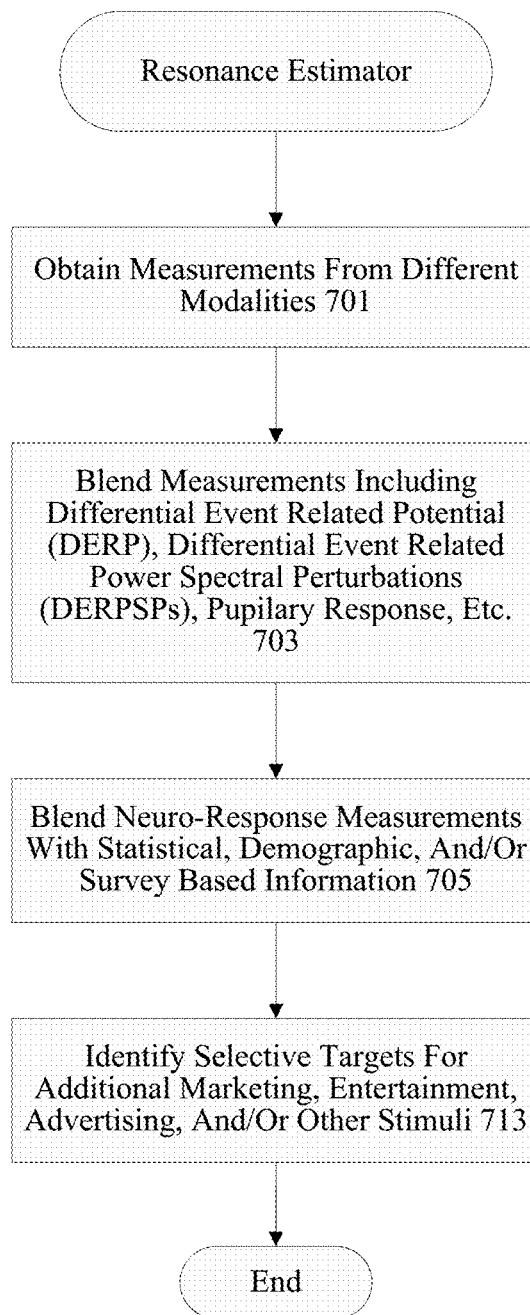 Resonance Estimator
Obtain Measurements From Different
Modalities 701
Blend Measurements Including
Differential Event Related Potential
(DERP), Differential Event Related
Power Spectral Perturbations
(DERPSPs), Pupilary Response, Etc.
703
Blend Neuro-Response Measurements
With Statistical, Demographic, And/Or
Survey Based Information 705
Identify Selective Targets For
Additional Marketing, Entertainment,
Advertising, And/Or Other Stimuli 713
End